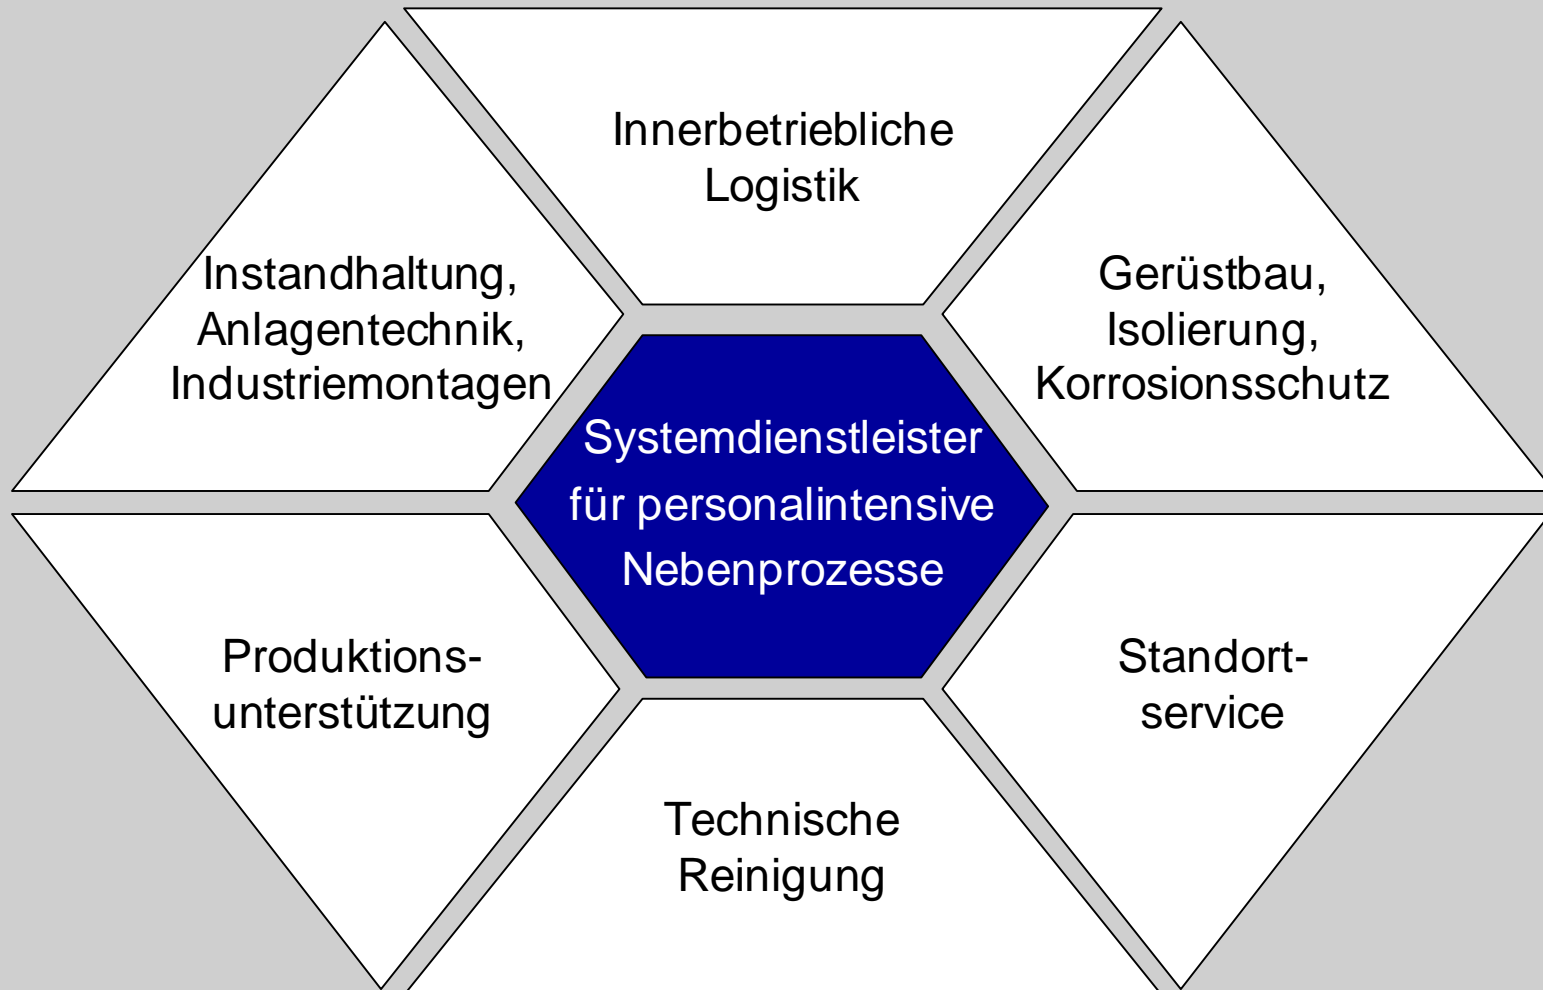 Innerbetriebliche
Logistik
Instandhaltung,
Anlagentechnik,
Industriemontagen
Gerüstbau,
Isolierung,
Korrosionsschutz
Systemdienstleister
für personalintensive
Nebenprozesse
Produktions-
unterstützung
Standort-
service
Technische
Reinigung